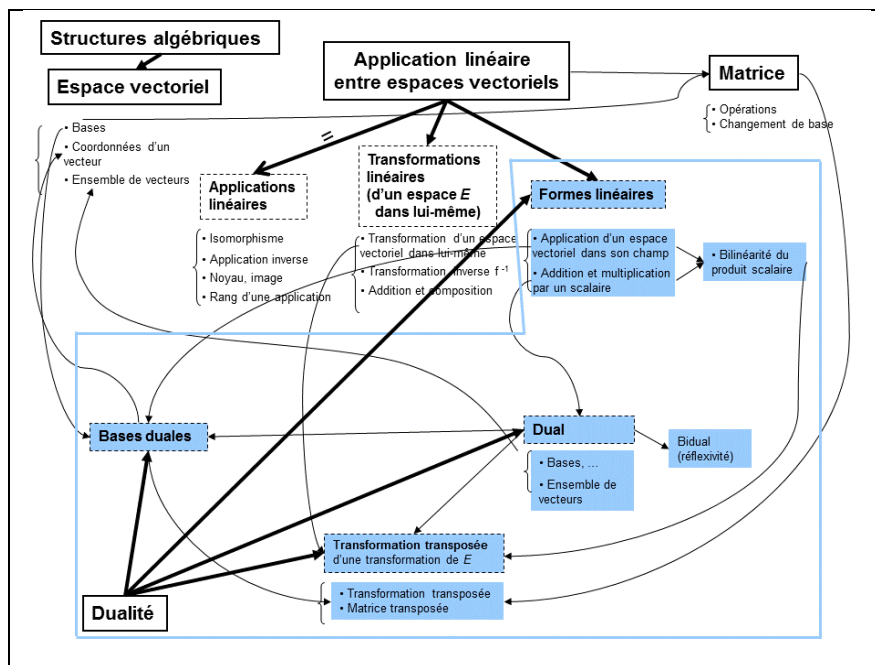 Structures algébriques
Espace vectoriel
Application linéaire
entre espaces vectoriels
Matrice
• Opérations
• Changement de base
• Bases
• Coordonnées d'un
vecteur
• Ensemble de vecteurs
=
Applications
linéaires
Transformations
linéaires
(d'un espace E
dans lui-même)
Formes linéaires
• Isomorphisme
• Application inverse
• Noyau, image
• Rang d'une application
• Transformation d'un espace
vectoriel dans lui-même
• Transformation inverse f -1
• Addition et composition
• Application d'un espace
vectoriel dans son champ
• Addition et multiplication
par un scalaire
• Bilinéarité du
produit scalaire
Bases duales
Dual
Bidual
(réflexivité)
• Bases, ...
• Ensemble de
vecteurs
Transformation transposée
d'une transformation de E
• Transformation transposée
• Matrice transposée
Dualité